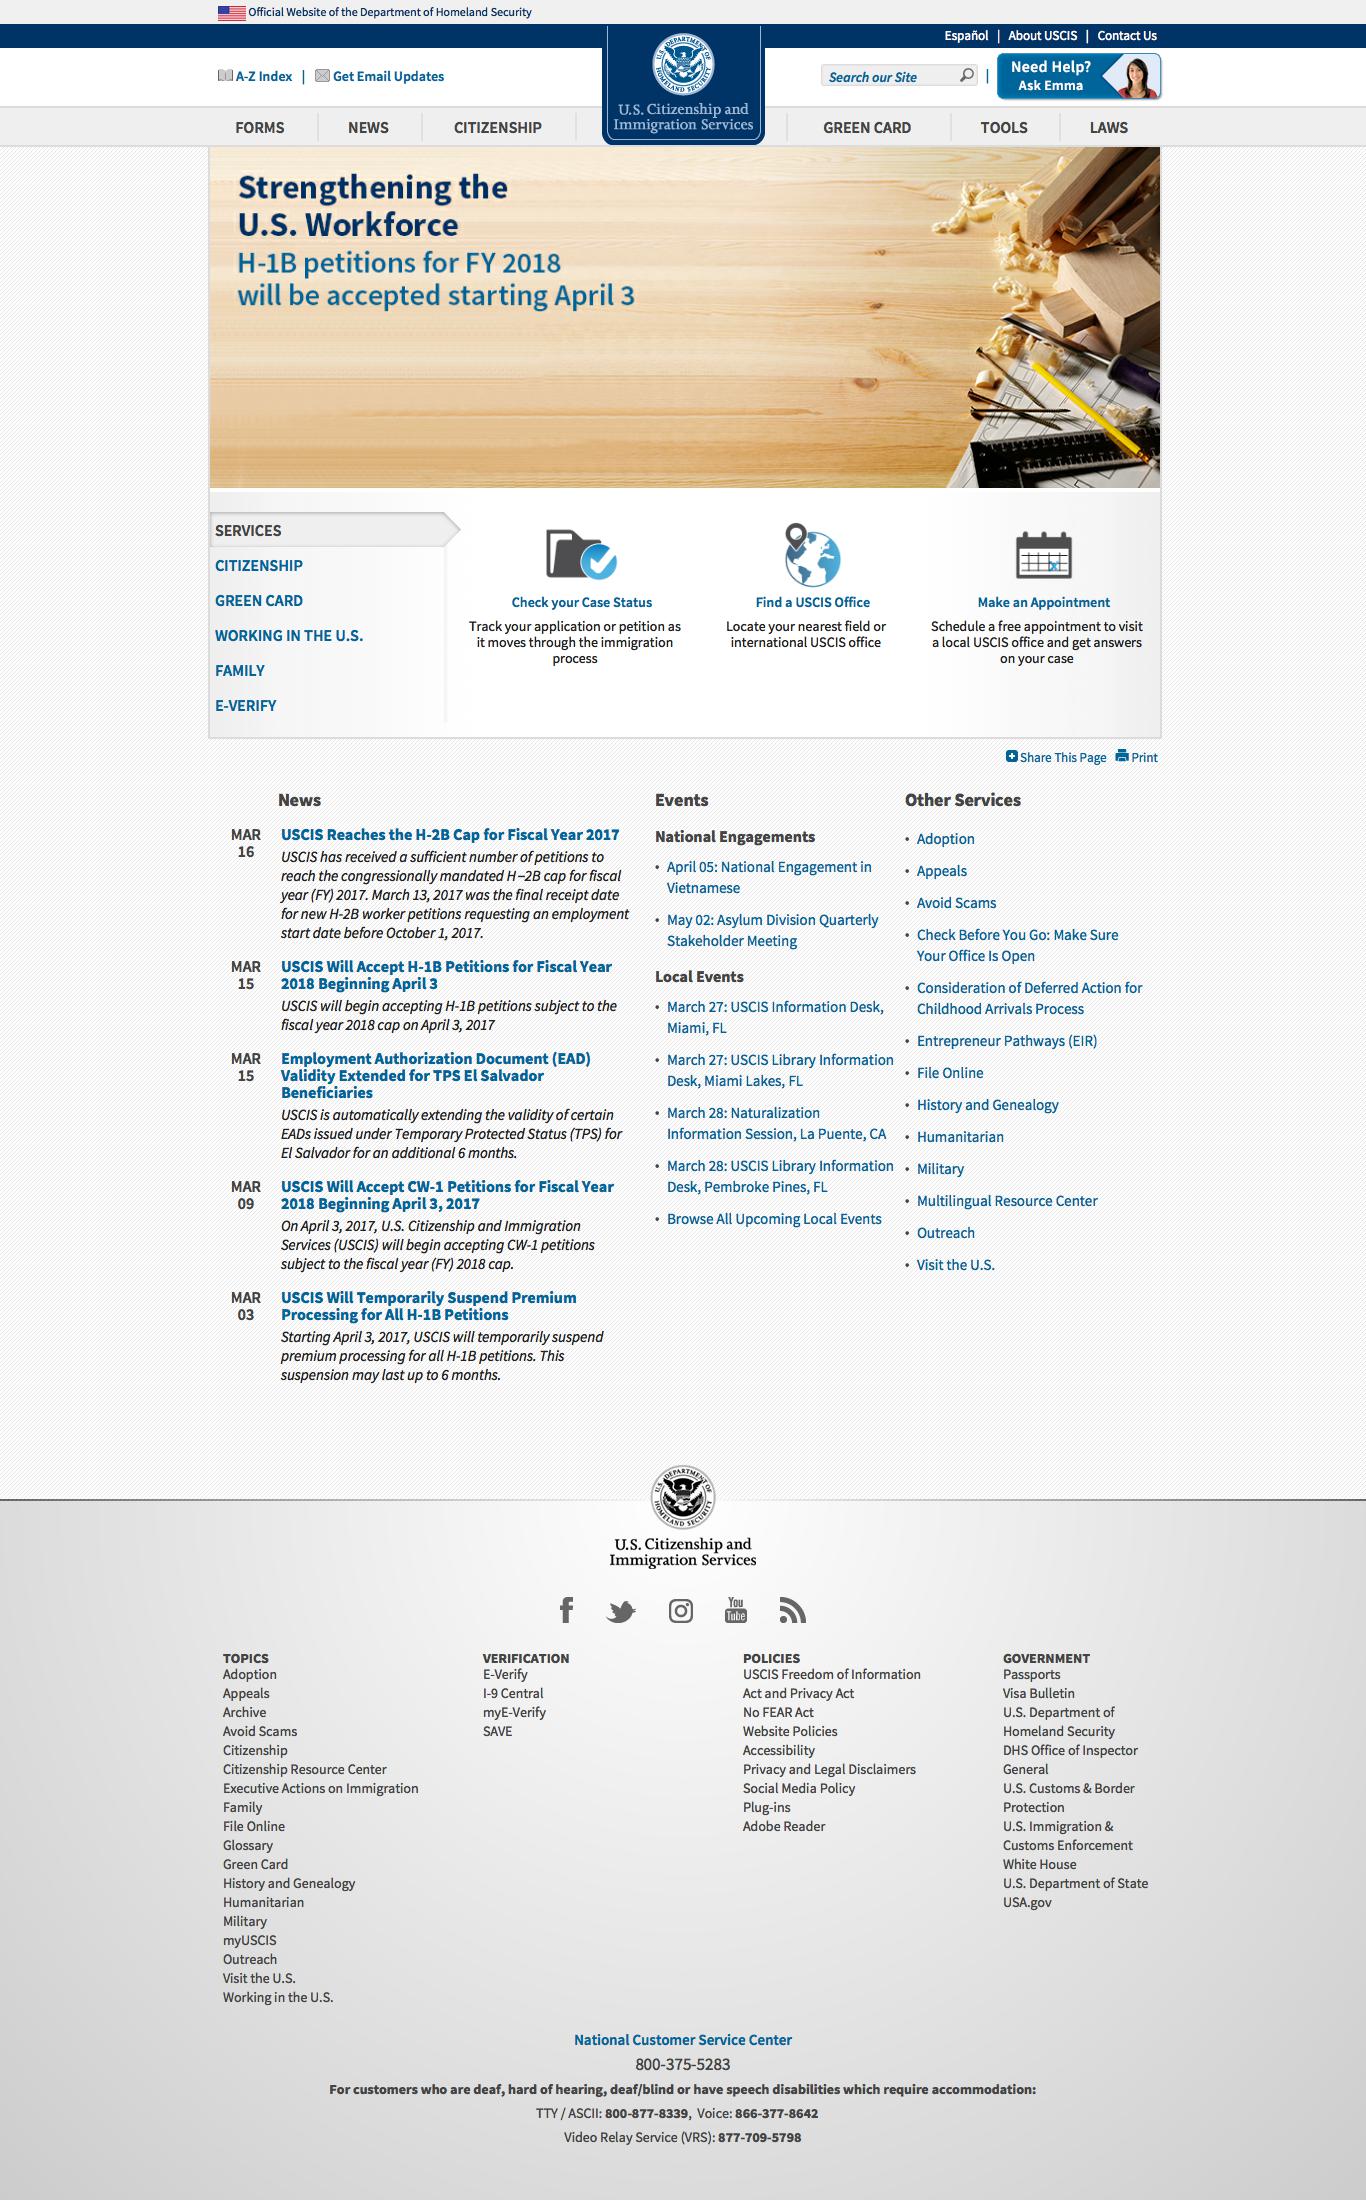 Official Website of the Department of Homeland Security
Español | About USCIS | Contact Us
A-Z Index | Get Email Updates
U.S. DEPARTMENT OF HOMELAND SECURITY
U.S. Citizenship and
Immigration Services
Search our Site
|
Need Help?
Ask Emma
FORMS
NEWS
CITIZENSHIP
GREEN CARD
TOOLS
LAWS
Strengthening the
U.S. Workforce
H-1B petitions for FY 2018
will be accepted starting April 3
SERVICES
CITIZENSHIP
GREEN CARD
WORKING IN THE U.S.
FAMILY
E-VERIFY
Check your Case Status
Track your application or petition as
it moves through the immigration
process
Find a USCIS Office
Locate your nearest field or
international USCIS office
Make an Appointment
Schedule a free appointment to visit
a local USCIS office and get answers
on your case
Share This Page Print
News
MAR
16
USCIS Reaches the H-2B Cap for Fiscal Year 2017
USCIS has received a sufficient number of petitions to
reach the congressionally mandated H–2B cap for fiscal
year (FY) 2017. March 13, 2017 was the final receipt date
for new H-2B worker petitions requesting an employment
start date before October 1, 2017.
MAR
15
USCIS Will Accept H-1B Petitions for Fiscal Year
2018 Beginning April 3
USCIS will begin accepting H-1B petitions subject to the
fiscal year 2018 cap on April 3, 2017
MAR
15
Employment Authorization Document (EAD)
Validity Extended for TPS El Salvador
Beneficiaries
USCIS is automatically extending the validity of certain
EADs issued under Temporary Protected Status (TPS) for
El Salvador for an additional 6 months.
MAR
09
USCIS Will Accept CW-1 Petitions for Fiscal Year
2018 Beginning April 3, 2017
On April 3, 2017, U.S. Citizenship and Immigration
Services (USCIS) will begin accepting CW-1 petitions
subject to the fiscal year (FY) 2018 cap.
MAR
03
USCIS Will Temporarily Suspend Premium
Processing for All H-1B Petitions
Starting April 3, 2017, USCIS will temporarily suspend
premium processing for all H-1B petitions. This
suspension may last up to 6 months.
Events
National Engagements
• April 05: National Engagement in
Vietnamese
• May 02: Asylum Division Quarterly
Stakeholder Meeting
Local Events
• March 27: USCIS Information Desk,
Miami, FL
• March 27: USCIS Library Information
Desk, Miami Lakes, FL
• March 28: Naturalization
Information Session, La Puente, CA
• March 28: USCIS Library Information
Desk, Pembroke Pines, FL
• Browse All Upcoming Local Events
Other Services
• Adoption
• Appeals
• Avoid Scams
• Check Before You Go: Make Sure
Your Office Is Open
• Consideration of Deferred Action for
Childhood Arrivals Process
• Entrepreneur Pathways (EIR)
• File Online
• History and Genealogy
• Humanitarian
• Military
• Multilingual Resource Center
• Outreach
• Visit the U.S.
U.S. DEPARTMENT OF HOMELAND SECURITY
U.S. Citizenship and
Immigration Services
You
Tube
TOPICS
Adoption
Appeals
Archive
Avoid Scams
Citizenship
Citizenship Resource Center
Executive Actions on Immigration
Family
File Online
Glossary
Green Card
History and Genealogy
Humanitarian
Military
myUSCIS
Outreach
Visit the U.S.
Working in the U.S.
VERIFICATION
E-Verify
I-9 Central
myE-Verify
SAVE
POLICIES
USCIS Freedom of Information
Act and Privacy Act
No FEAR Act
Website Policies
Accessibility
Privacy and Legal Disclaimers
Social Media Policy
Plug-ins
Adobe Reader
GOVERNMENT
Passports
Visa Bulletin
U.S. Department of
Homeland Security
DHS Office of Inspector
General
U.S. Customs & Border
Protection
U.S. Immigration &
Customs Enforcement
White House
U.S. Department of State
USA.gov
National Customer Service Center
800-375-5283
For customers who are deaf, hard of hearing, deaf/blind or have speech disabilities which require accommodation:
TTY / ASCII: 800-877-8339, Voice: 866-377-8642
Video Relay Service (VRS): 877-709-5798